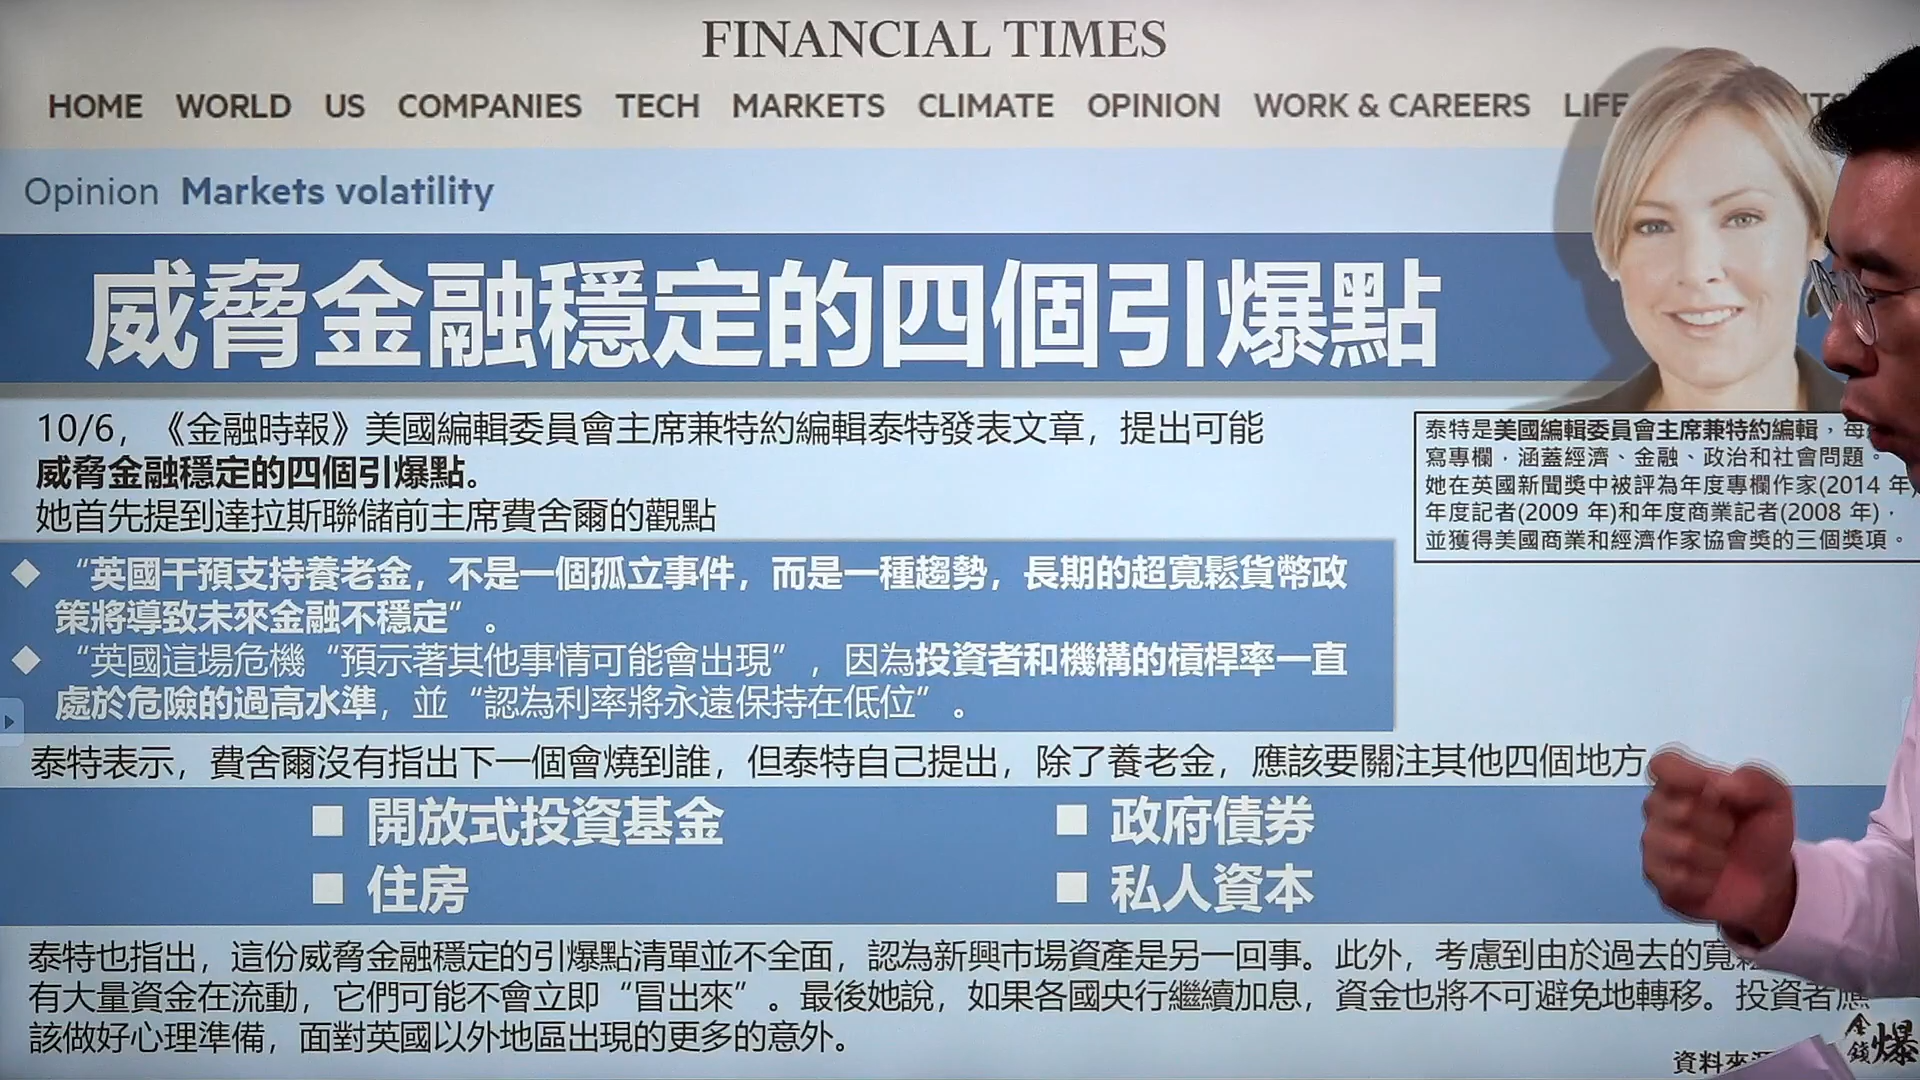 FINANCIAL TIMES
HOME WORLD US COMPANIES TECH MARKETS CLIMATE OPINION WORK & CAREERS LIFE
Opinion Markets volatility
威脅金融穩定的四個引爆點
10/6，《金融時報》美國編輯委員會主席兼特約編輯泰特發表文章，提出可能
威脅金融穩定的四個引爆點。
她首先提到達拉斯聯儲前主席費舍爾的觀點
泰特是美國編輯委員會主席兼特約編輯，每
寫專欄，涵蓋經濟、金融、政治和社會問題。
她在英國新聞獎中被評為年度專欄作家(2014 年)
年度記者(2009 年)和年度商業記者(2008 年)，
並獲得美國商業和經濟作家協會獎的三個獎項。
“英國干預支持養老金，不是一個孤立事件，而是一種趨勢，長期的超寬鬆貨幣政
策將導致未來金融不穩定”。
“英國這場危機“預示著其他事情可能會出現”，因為投資者和機構的槓桿率一直
處於危險的過高水準，並“認為利率將永遠保持在低位”。
泰特表示，費舍爾沒有指出下一個會燒到誰，但泰特自己提出，除了養老金，應該要關注其他四個地方
開放式投資基金
政府債券
住房
私人資本
泰特也指出，這份威脅金融穩定的引爆點清單並不全面，認為新興市場資產是另一回事。此外，考慮到由於過去的寬
有大量資金在流動，它們可能不會立即“冒出來”。最後她說，如果各國央行繼續加息，資金也將不可避免地轉移。投資者應
該做好心理準備，面對英國以外地區出現的更多的意外。
資料來
金錢爆